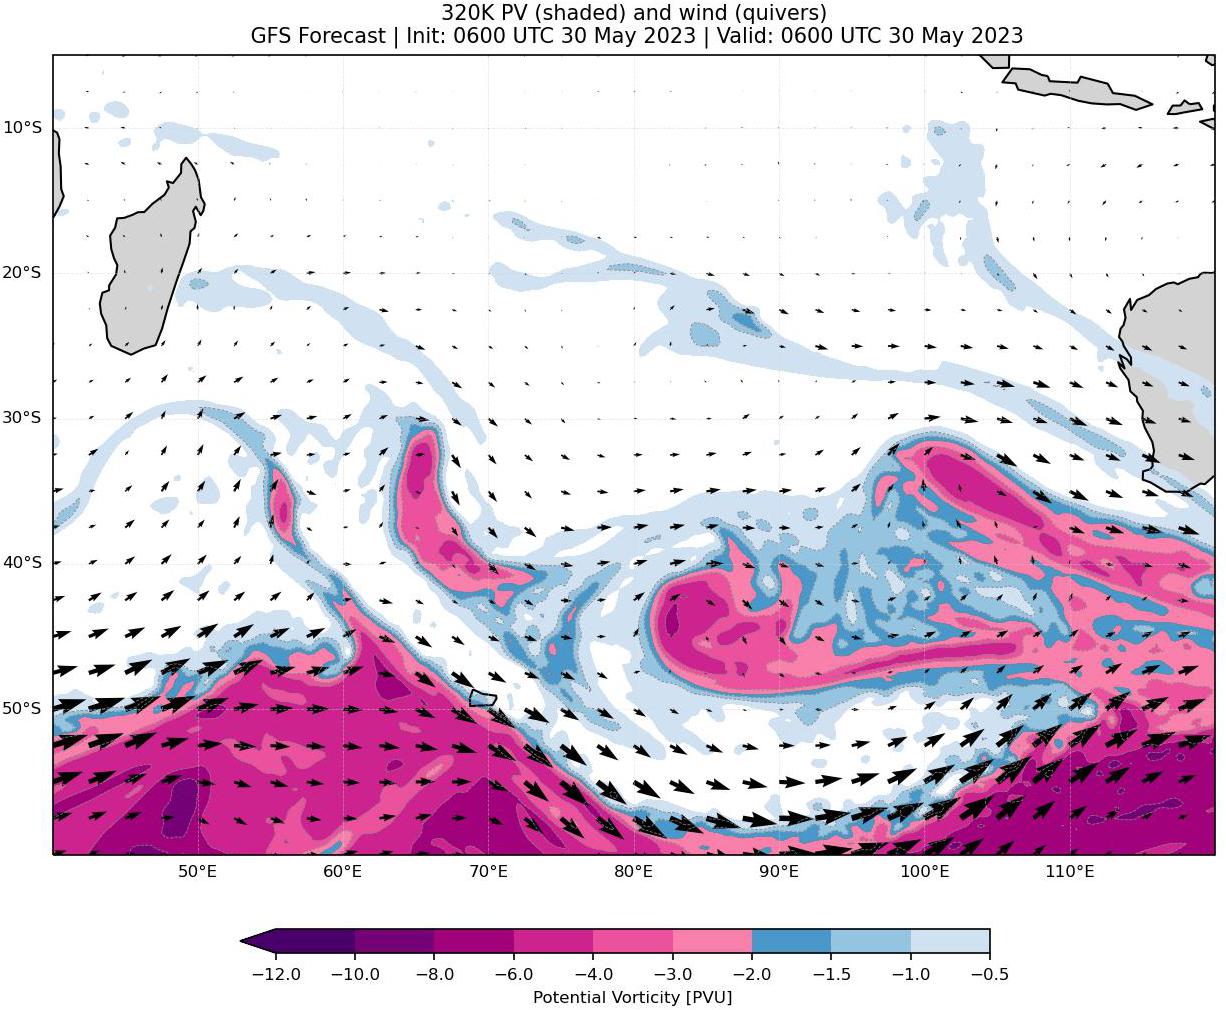 320K PV (shaded) and wind (quivers)
GFS Forecast | Init: 0600 UTC 30 May 2023 | Valid: 0600 UTC 30 May 2023
10°S
20°S
30°S
40°S
50°S
50°E 60°E 70°E 80°E 90°E 100°E 110°E
−12.0 −10.0 −8.0 −6.0 −4.0 −3.0 −2.0 −1.5 −1.0 −0.5
Potential Vorticity [PVU]